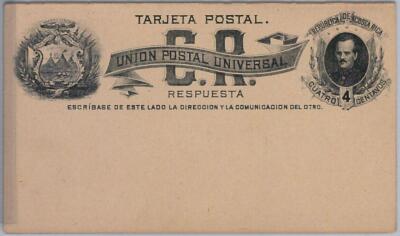 TARJETA POSTAL.
C.R.
UNION POSTAL UNIVERSAL.
RESPUESTA
ESCRÍBASE DE ESTE LADO LA DIRECCION Y LA COMUNICACION DEL OTRO.
REPUBLICA DE COSTA RICA
4
CUATRO CENTAVOS